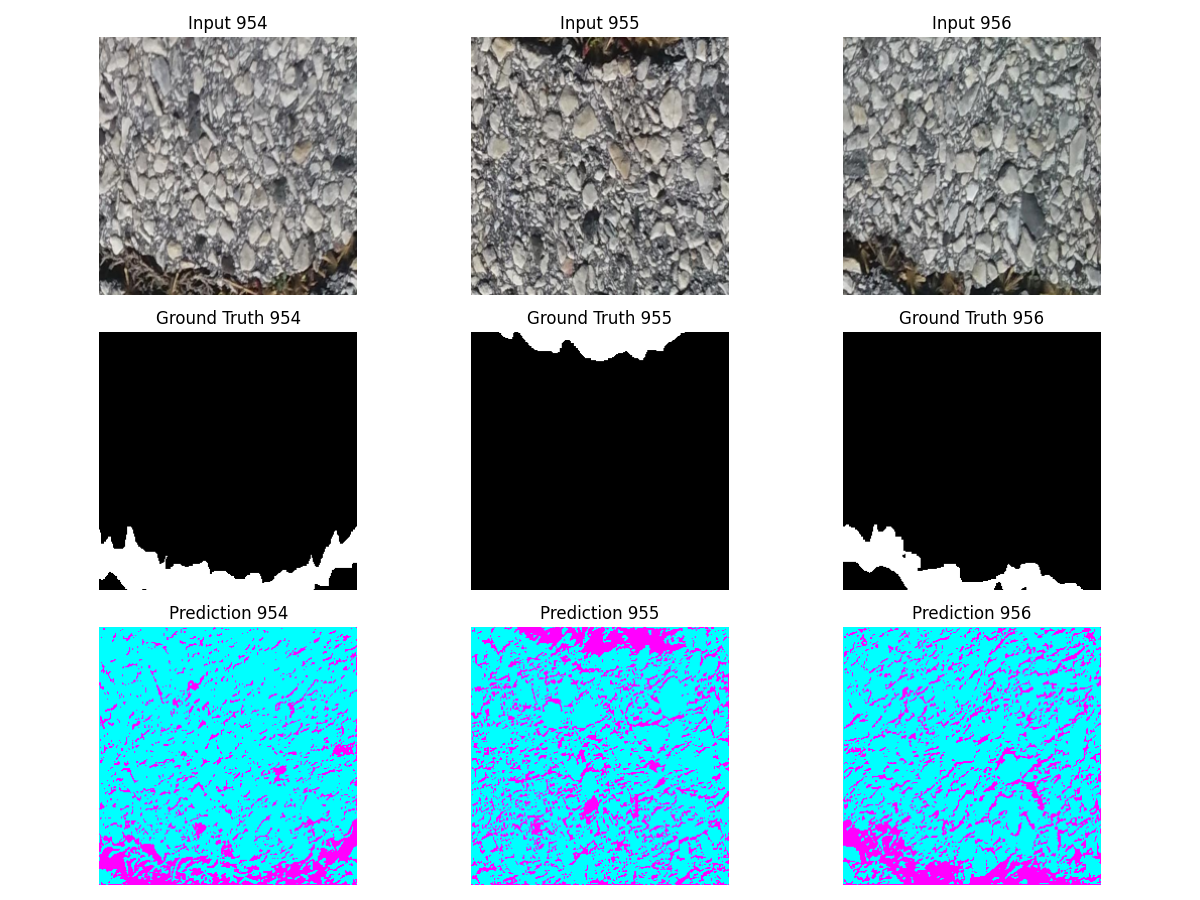 Input 954
Input 955
Input 956
Ground Truth 954
Ground Truth 955
Ground Truth 956
Prediction 954
Prediction 955
Prediction 956